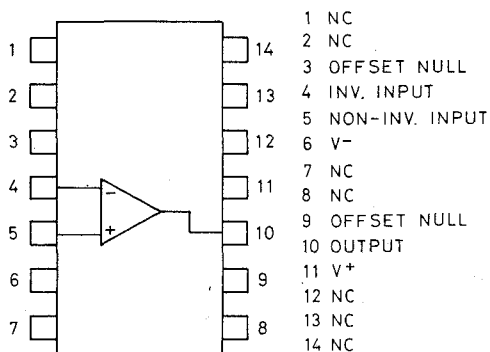 1 NC
2 NC
3 OFFSET NULL
4 INV. INPUT
5 NON-INV. INPUT
6 V-
7 NC
8 NC
9 OFFSET NULL
10 OUTPUT
11 V+
12 NC
13 NC
14 NC
1 14
2 13
3 12
4 - 11
5 + 10
6 9
7 8